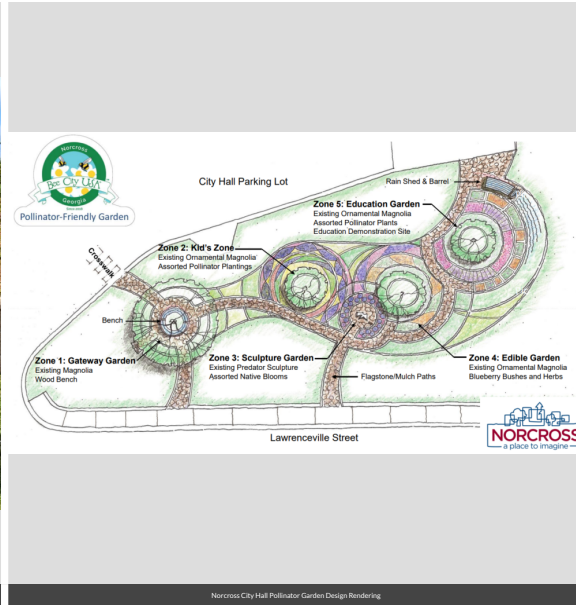 Norcross
Bee City USA
Georgia
Pollinator-Friendly Garden
City Hall Parking Lot
Rain Shed & Barrel
Zone 5: Education Garden
Existing Ornamental Magnolia
Assorted Pollinator Plants
Education Demonstration Site
Zone 2: KId's Zone
Existing Ornamental Magnolia
Assorted Pollinator Plantings
Crosswalk
Bench
Zone 1: Gateway Garden
Existing Magnolia
Wood Bench
Zone 3: Sculpture Garden
Existing Predator Sculpture
Assorted Native Blooms
Flagstone/Mulch Paths
Zone 4: Edible Garden
Existing Ornamental Magnolia
Blueberry Bushes and Herbs
Lawrenceville Street
NORCROSS
a place to imagine
Norcross City Hall Pollinator Garden Design Rendering